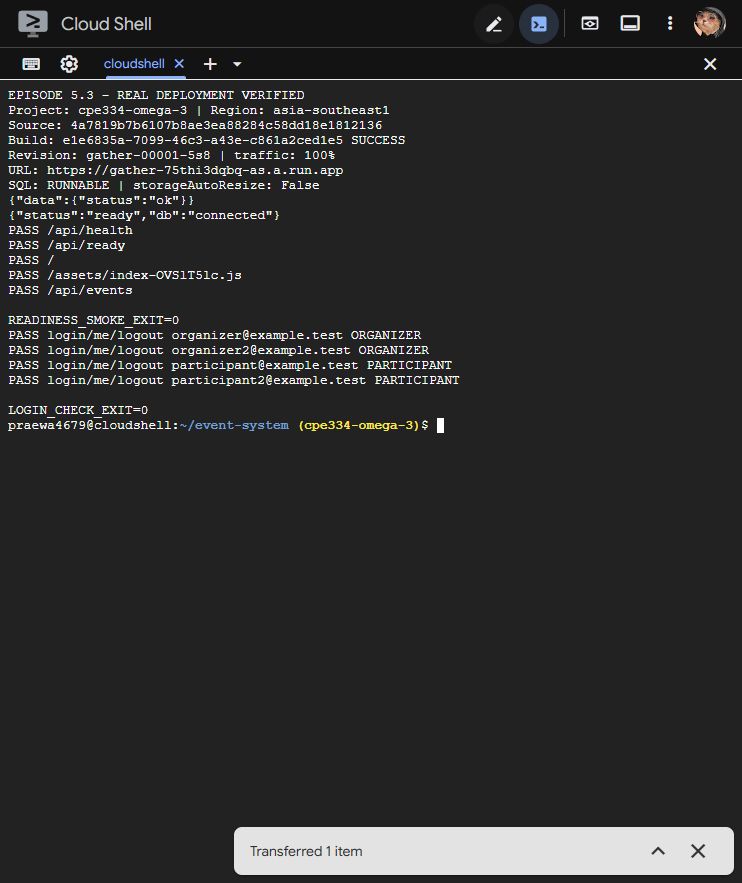 Cloud Shell
cloudshell
EPISODE 5.3 - REAL DEPLOYMENT VERIFIED
Project: cpe334-omega-3 | Region: asia-southeast1
Source: 4a7819b7b6107b8ae3ea88284c58dd18e1812136
Build: e1e6835a-7099-46c3-a43e-c861a2ced1e5 SUCCESS
Revision: gather-00001-5s8 | traffic: 100%
URL: https://gather-75thi3dqbq-as.a.run.app
SQL: RUNNABLE | storageAutoResize: False
{"data":{"status":"ok"}}
{"status":"ready","db":"connected"}
PASS /api/health
PASS /api/ready
PASS /
PASS /assets/index-OVSlT5lc.js
PASS /api/events
READINESS_SMOKE_EXIT=0
PASS login/me/logout organizer@example.test ORGANIZER
PASS login/me/logout organizer2@example.test ORGANIZER
PASS login/me/logout participant@example.test PARTICIPANT
PASS login/me/logout participant2@example.test PARTICIPANT
LOGIN_CHECK_EXIT=0
praewa4679@cloudshell:~/event-system (cpe334-omega-3)$
Transferred 1 item